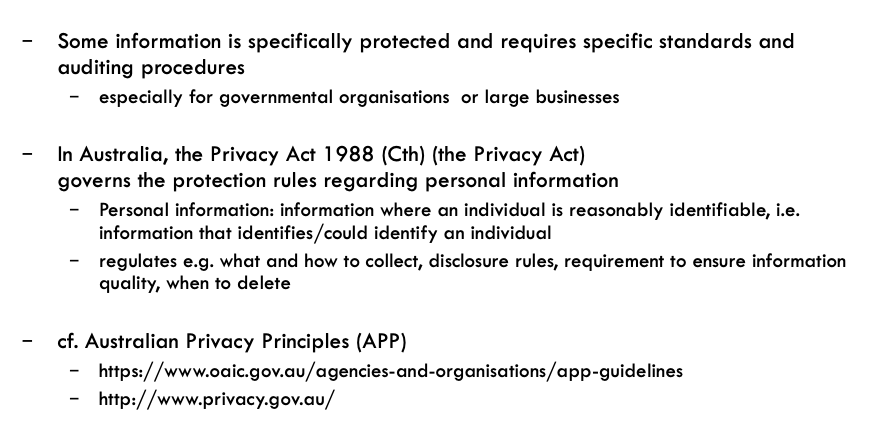 – Some information is specifically protected and requires specific standards and
auditing procedures
– especially for governmental organisations  or large businesses
– In Australia, the Privacy Act 1988 (Cth) (the Privacy Act)
governs the protection rules regarding personal information
– Personal information: information where an individual is reasonably identifiable, i.e.
information that identifies/could identify an individual
– regulates e.g. what and how to collect, disclosure rules, requirement to ensure information
quality, when to delete
– cf. Australian Privacy Principles (APP)
– https://www.oaic.gov.au/agencies-and-organisations/app-guidelines
– http://www.privacy.gov.au/